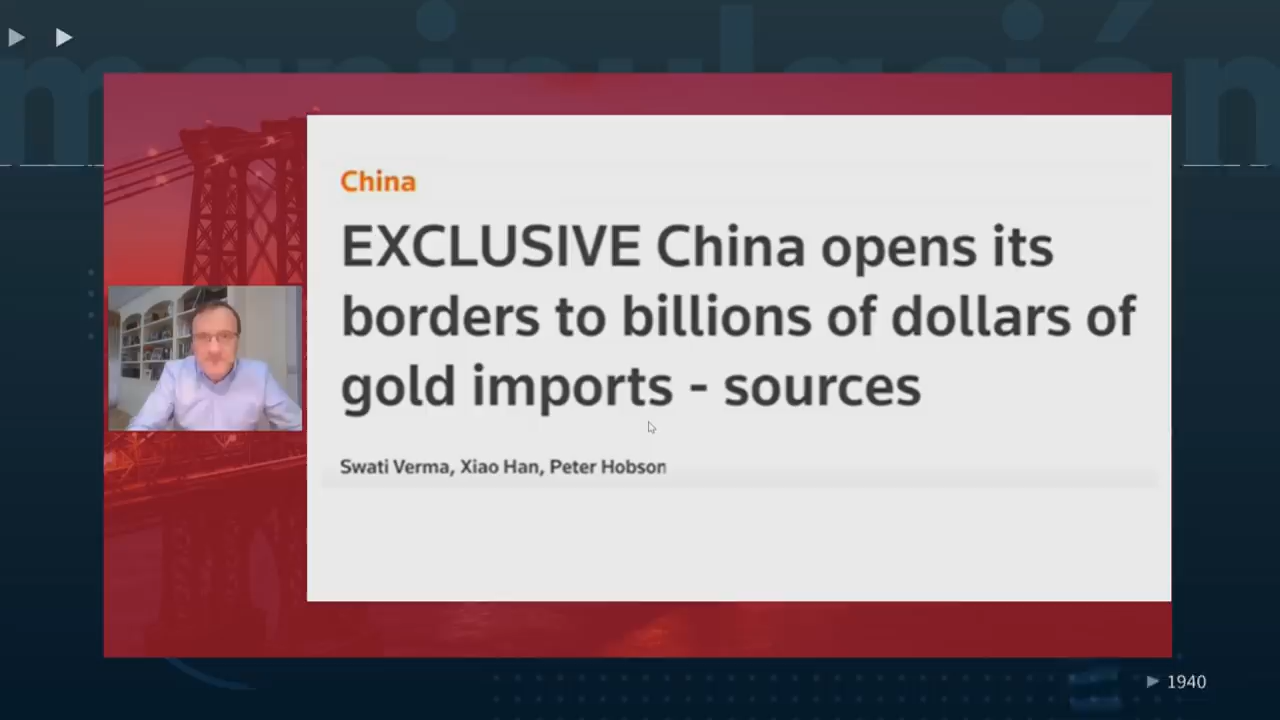 manipulación
China
EXCLUSIVE China opens its
borders to billions of dollars of
gold imports - sources
Swati Verma, Xiao Han, Peter Hobson
1940